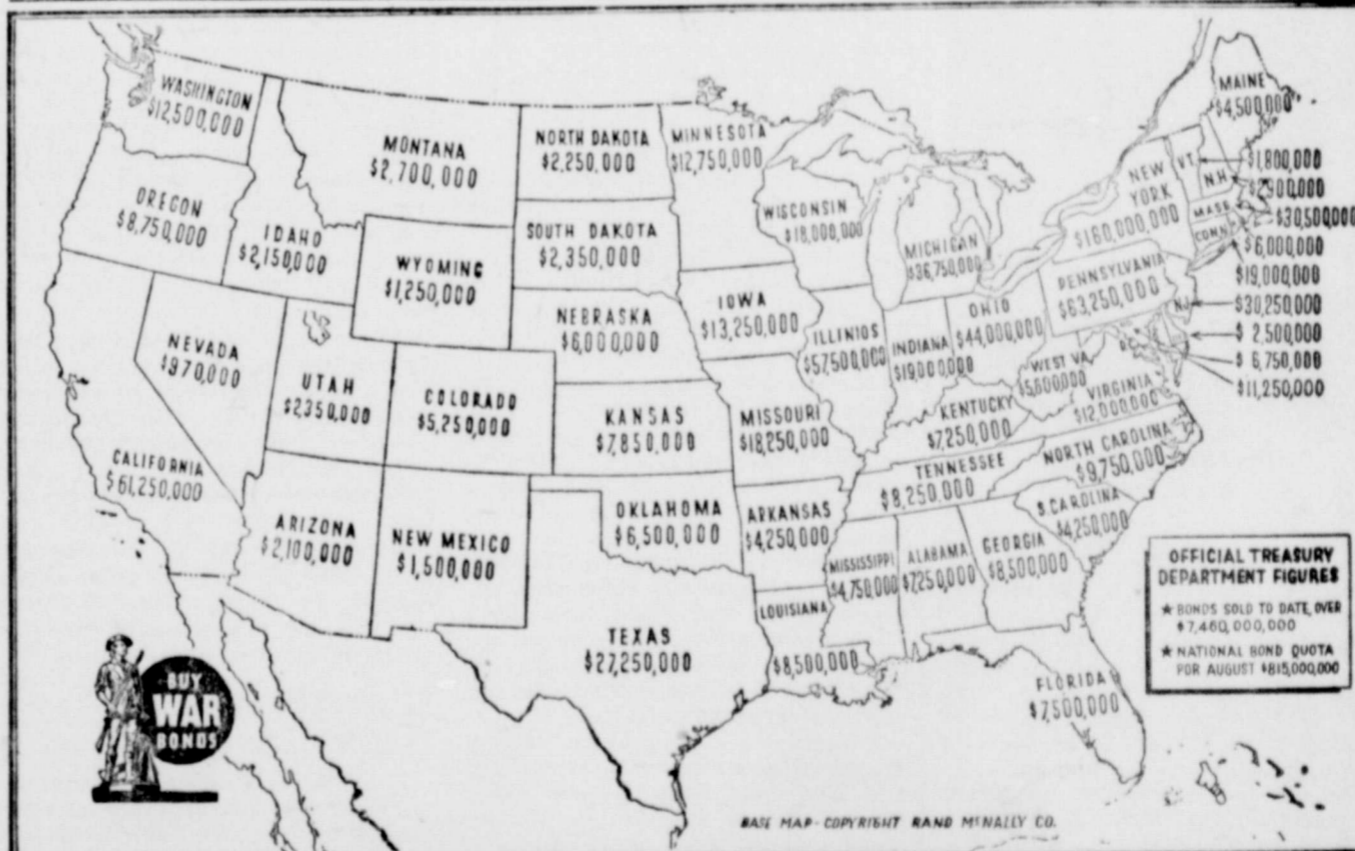 WASHINGTON
$12,500,000
OREGON
$8,750,000
IDAHO
$2,150,000
MONTANA
$2,700,000
WYOMING
$1,250,000
NORTH DAKOTA
$2,250,000
SOUTH DAKOTA
$2,350,000
NEBRASKA
$6,000,000
MINNESOTA
$12,750,000
WISCONSIN
$18,000,000
MICHIGAN
$36,750,000
IOWA
$13,250,000
ILLINIOS
$57,500,000
INDIANA
$19,000,000
OHIO
$44,000,000
PENNSYLVANIA
$63,250,000
NEW
YORK
$160,000,000
MAINE
$4,500,000
VT.
N.H.
MASS
CONN.
N.J.
D.C.
$1,800,000
$2,900,000
$30,500,000
$6,000,000
$19,000,000
$30,250,000
$2,500,000
$6,750,000
$11,250,000
NEVADA
$970,000
UTAH
$2,350,000
COLORADO
$5,250,000
KANSAS
$7,850,000
MISSOURI
$18,250,000
KENTUCKY
$7,250,000
WEST VA.
VIRGINIA
$12,000,000
CALIFORNIA
$61,250,000
ARIZONA
$2,100,000
NEW MEXICO
$1,500,000
OKLAHOMA
$6,500,000
ARKANSAS
$4,250,000
TENNESSEE
$8,250,000
NORTH CAROLINA
$9,750,000
S.CAROLINA
$4,250,000
MISSISSIPPI
$4,750,000
ALABAMA
$7,250,000
GEORGIA
$8,500,000
LOUISIANA
$8,500,000
TEXAS
$27,250,000
FLORIDA
$7,500,000
OFFICIAL TREASURY
DEPARTMENT FIGURES
★ BONDS SOLD TO DATE, OVER
$7,460,000,000
★ NATIONAL BOND QUOTA
FOR AUGUST $815,000,000
BUY
WAR
BONDS
BASE MAP - COPYRIGHT RAND McNALLY CO.